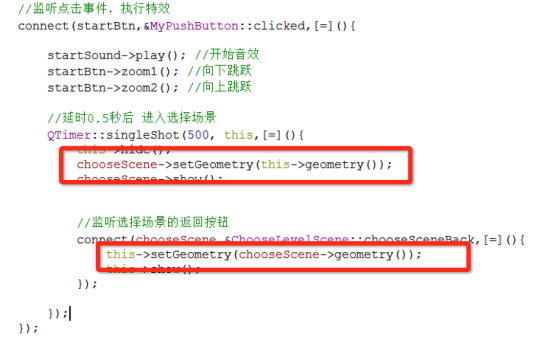 //监听点击事件，执行特效
connect(startBtn,&MyPushButton::clicked,[=](){
startSound->play(); //开始音效
startBtn->zoom1(); //向下跳跃
startBtn->zoom2(); //向上跳跃
//延时0.5秒后 进入选择场景
QTimer::singleShot(500, this,[=](){
this->hide();
chooseScene->setGeometry(this->geometry());
chooseScene->show();
//监听选择场景的返回按钮
connect(chooseScene,&ChooseLevelScene::chooseSceneBack,[=](){
this->setGeometry(chooseScene->geometry());
this->show();
});
});
});